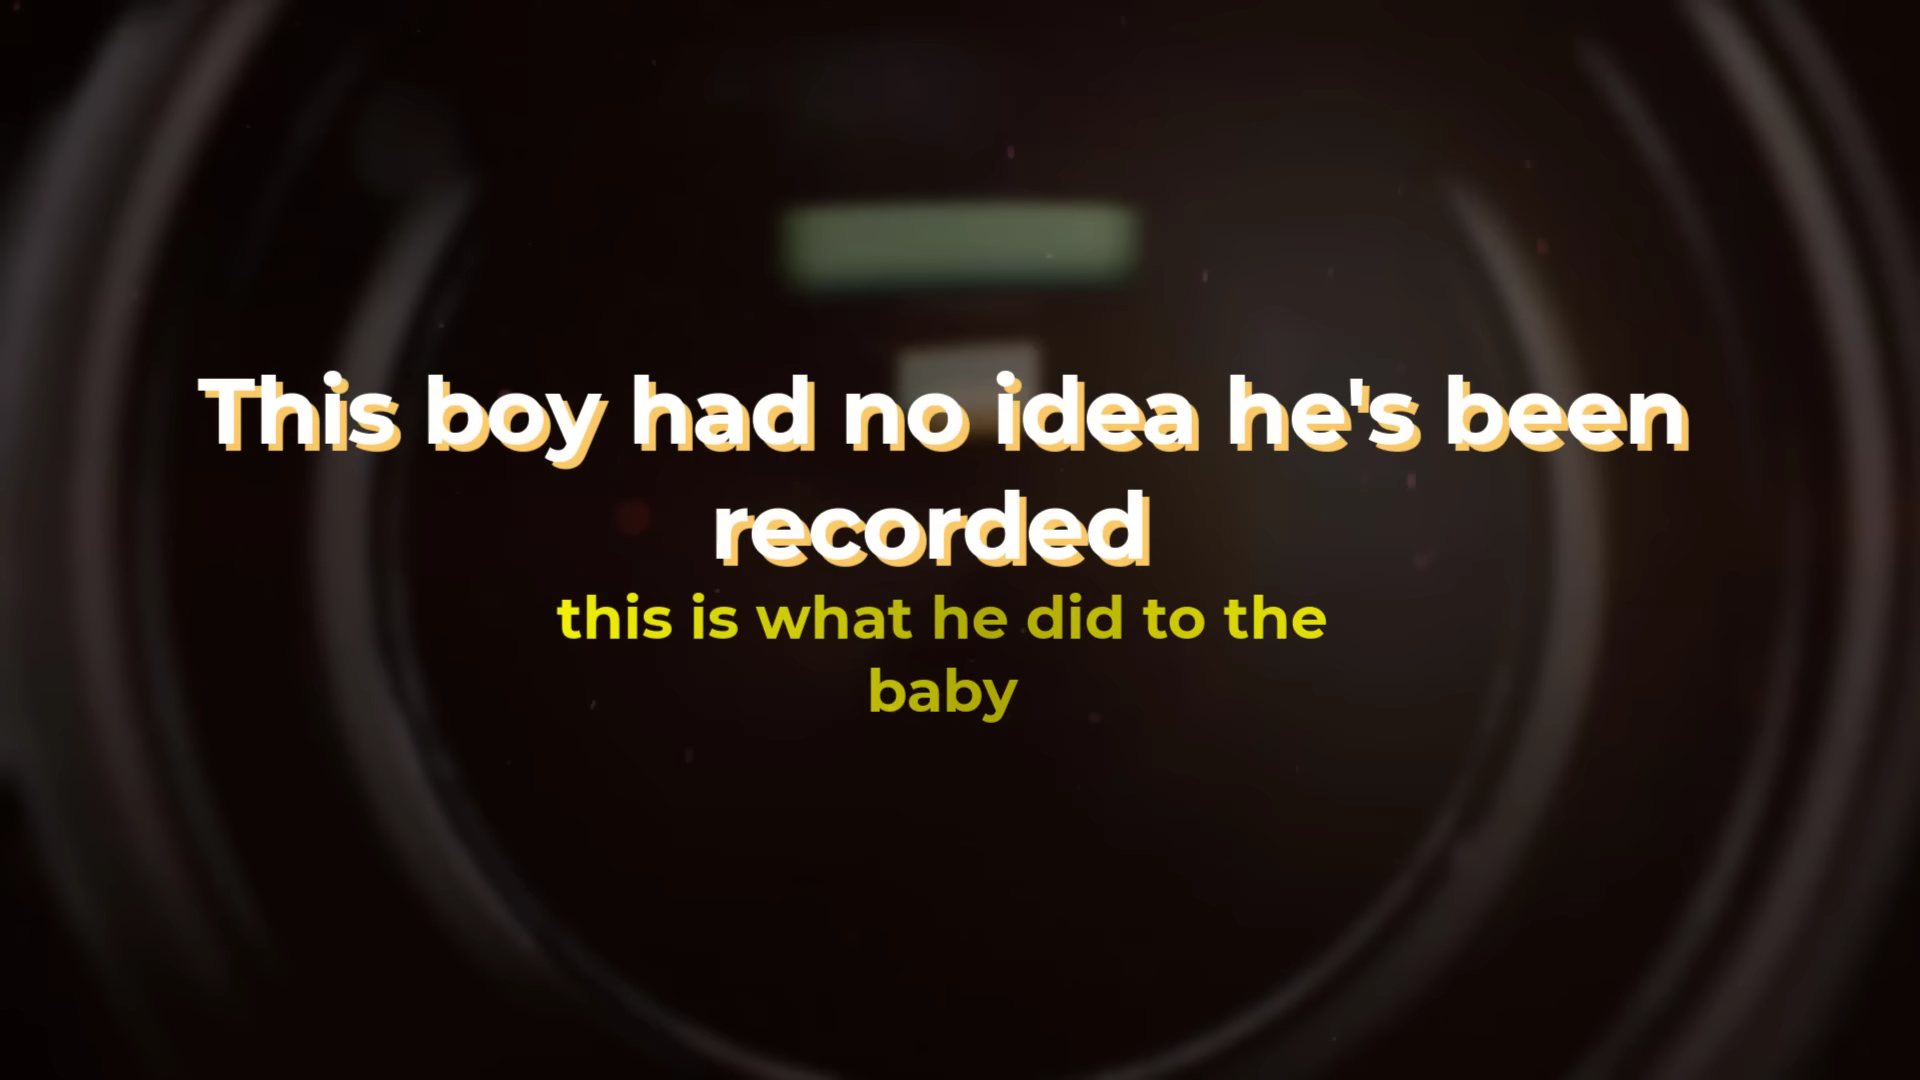 This boy had no idea he's been
recorded
this is what he did to the
baby